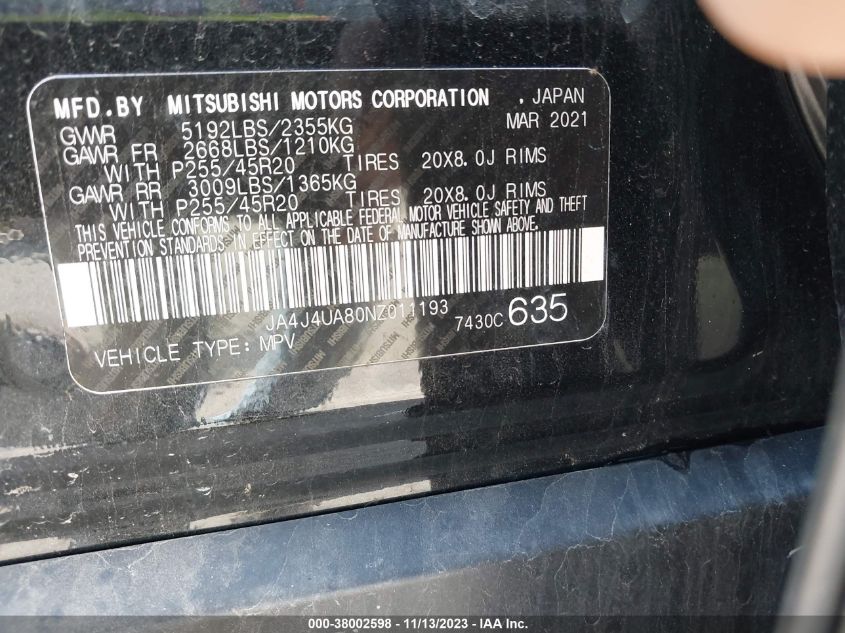 MFD.BY MITSUBISHI MOTORS CORPORATION . JAPAN
GVWR 5192LBS/2355KG MAR 2021
GAWR FR 2668LBS/1210KG
WITH P255/45R20 TIRES 20X8.0J RIMS
GAWR RR 3009LBS/1365KG
WITH P255/45R20 TIRES 20X8.0J RIMS
THIS VEHICLE CONFORMS TO ALL APPLICABLE FEDERAL MOTOR VEHICLE SAFETY AND THEFT
PREVENTION STANDARDS IN EFFECT ON THE DATE OF MANUFACTURE SHOWN ABOVE.
JA4J4UA80NZ011193 7430C 635
VEHICLE TYPE: MPV
000-38002598 - 11/13/2023 - IAAI.com